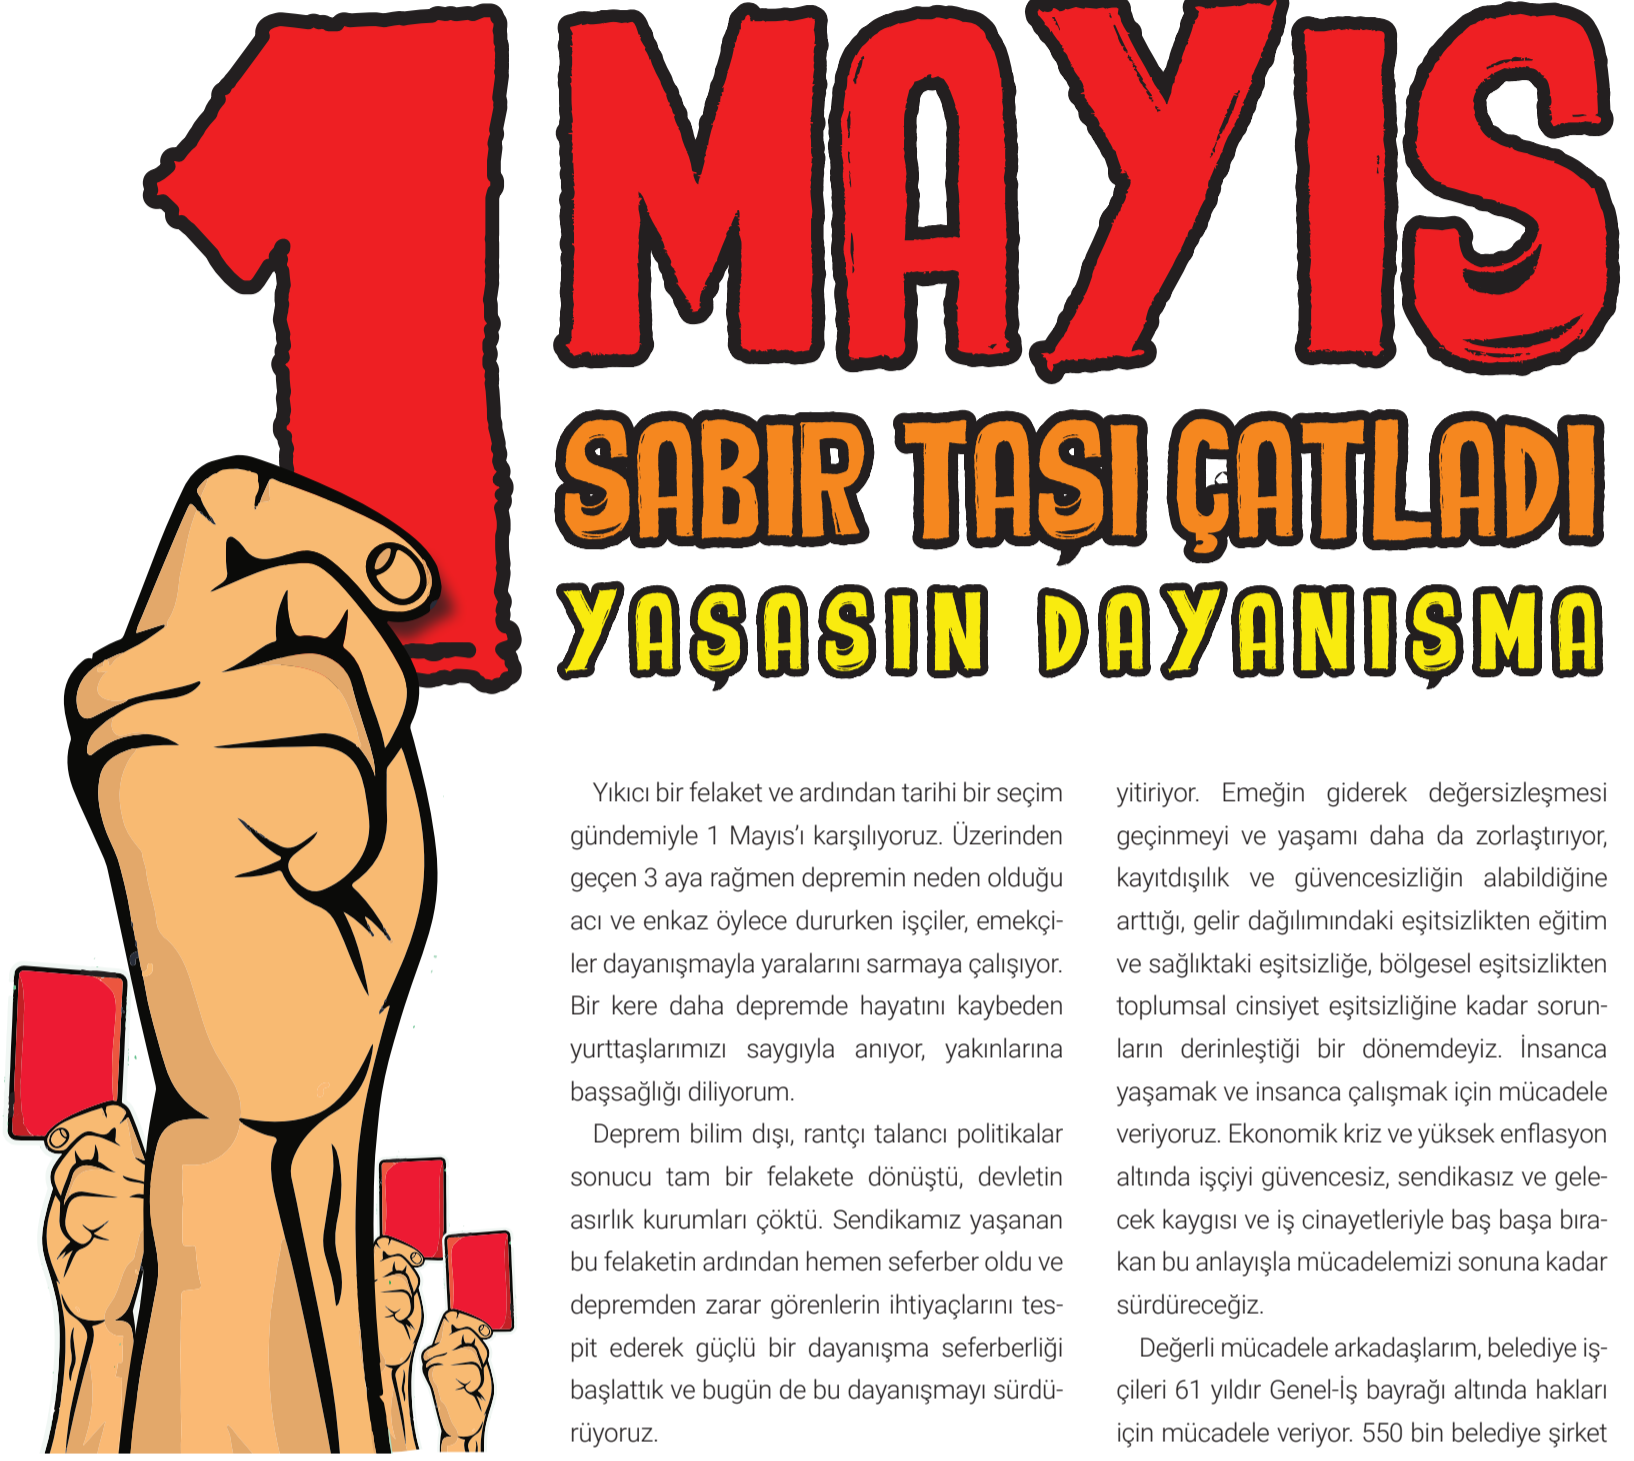 1 MAYIS
SABIR TAŞI ÇATLADI
YAŞASIN DAYANIŞMA
Yıkıcı bir felaket ve ardından tarihi bir seçim
gündemiyle 1 Mayıs’ı karşılıyoruz. Üzerinden
geçen 3 aya rağmen depremin neden olduğu
acı ve enkaz öylece dururken işçiler, emekçi-
ler dayanışmayla yaralarını sarmaya çalışıyor.
Bir kere daha depremde hayatını kaybeden
yurttaşlarımızı saygıyla anıyor, yakınlarına
başsağlığı diliyorum.
Deprem bilim dışı, rantçı talancı politikalar
sonucu tam bir felakete dönüştü, devletin
asırlık kurumları çöktü. Sendikamız yaşanan
bu felaketin ardından hemen seferber oldu ve
depremden zarar görenlerin ihtiyaçlarını tes-
pit ederek güçlü bir dayanışma seferberliği
başlattık ve bugün de bu dayanışmayı sürdü-
rüyoruz.
yitiriyor. Emeğin giderek değersizleşmesi
geçinmeyi ve yaşamı daha da zorlaştırıyor,
kayıtdışılık ve güvencesizliğin alabildiğine
arttığı, gelir dağılımındaki eşitsizlikten eğitim
ve sağlıktaki eşitsizliğe, bölgesel eşitsizlikten
toplumsal cinsiyet eşitsizliğine kadar sorun-
ların derinleştiği bir dönemdeyiz. İnsanca
yaşamak ve insanca çalışmak için mücadele
veriyoruz. Ekonomik kriz ve yüksek enflasyon
altında işçiyi güvencesiz, sendikasız ve gele-
cek kaygısı ve iş cinayetleriyle baş başa bıra-
kan bu anlayışla mücadelemizi sonuna kadar
sürdüreceğiz.
Değerli mücadele arkadaşlarım, belediye iş-
çileri 61 yıldır Genel-İş bayrağı altında hakları
için mücadele veriyor. 550 bin belediye şirket